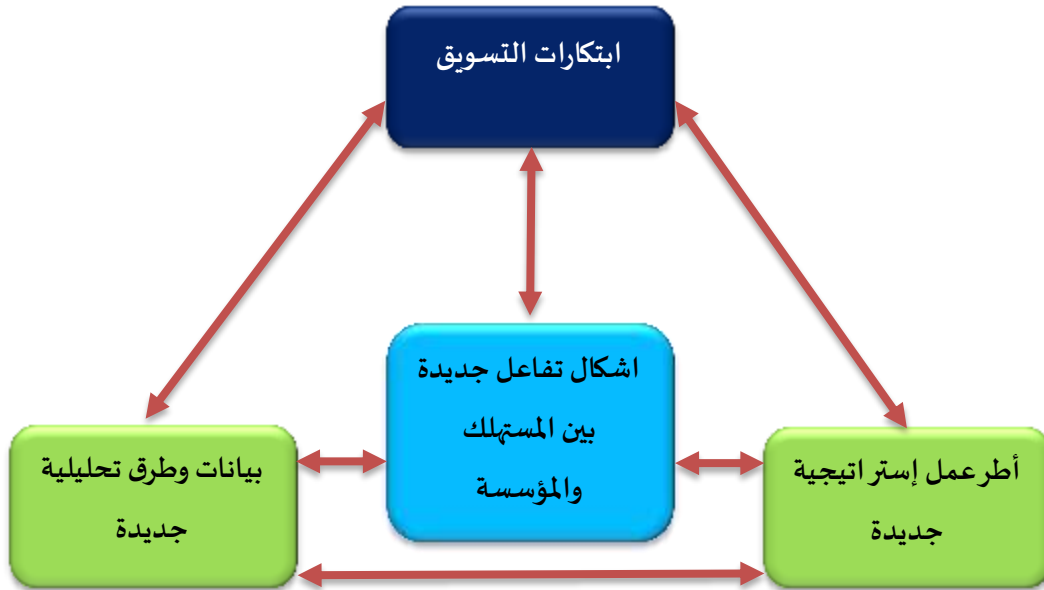 ابتكارات التسويق
اشكال تفاعل جديدة
بين المستهلك
والمؤسسة
أطر عمل إستراتيجية
جديدة
بيانات وطرق تحليلية
جديدة